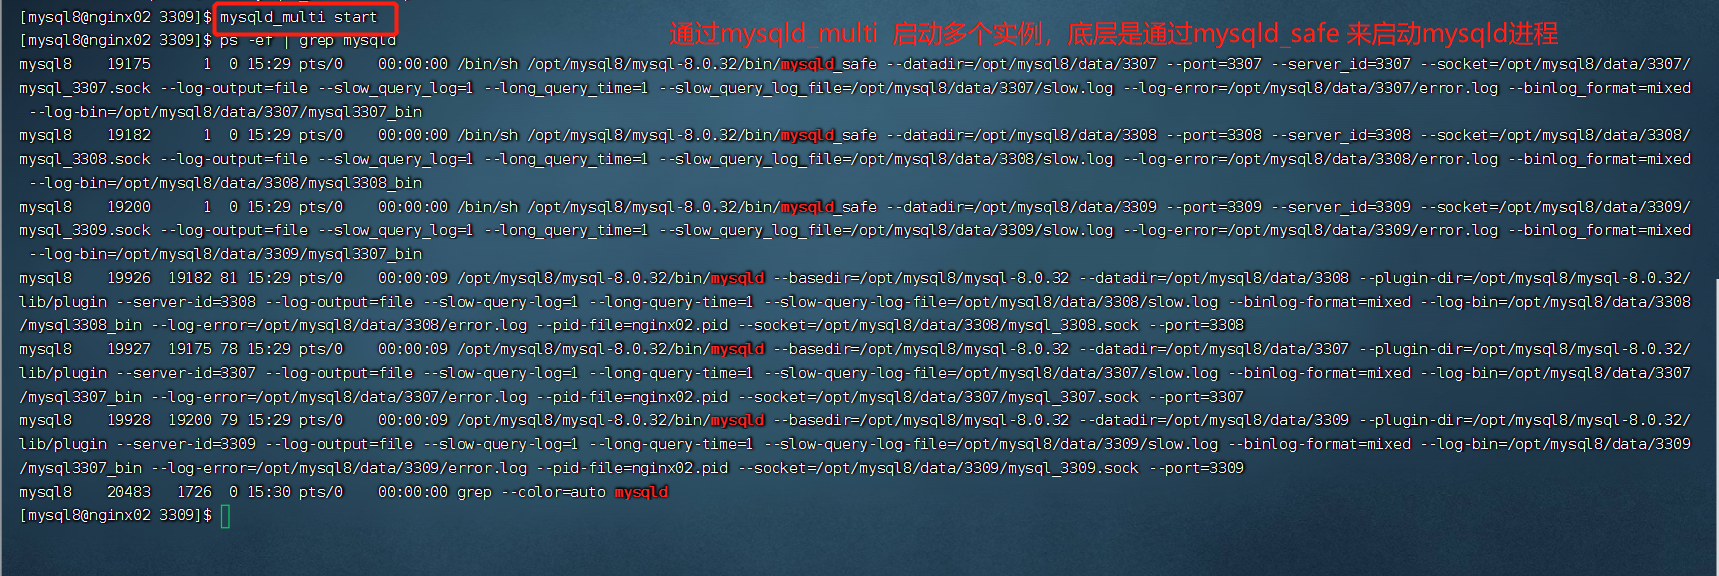 [mysql8@nginx02 3309]$ mysqld_multi start
[mysql8@nginx02 3309]$ ps -ef | grep mysqld
通过mysqld_multi 启动多个实例，底层是通过mysqld_safe 来启动mysqld进程
mysql8    19175      1  0 15:29 pts/0    00:00:00 /bin/sh /opt/mysql8/mysql-8.0.32/bin/mysqld_safe --datadir=/opt/mysql8/data/3307 --port=3307 --server_id=3307 --socket=/opt/mysql8/data/3307/
mysql_3307.sock --log-output=file --slow_query_log=1 --long_query_time=1 --slow_query_log_file=/opt/mysql8/data/3307/slow.log --log-error=/opt/mysql8/data/3307/error.log --binlog_format=mixed
--log-bin=/opt/mysql8/data/3307/mysql3307_bin
mysql8    19182      1  0 15:29 pts/0    00:00:00 /bin/sh /opt/mysql8/mysql-8.0.32/bin/mysqld_safe --datadir=/opt/mysql8/data/3308 --port=3308 --server_id=3308 --socket=/opt/mysql8/data/3308/
mysql_3308.sock --log-output=file --slow_query_log=1 --long_query_time=1 --slow_query_log_file=/opt/mysql8/data/3308/slow.log --log-error=/opt/mysql8/data/3308/error.log --binlog_format=mixed
--log-bin=/opt/mysql8/data/3308/mysql3308_bin
mysql8    19200      1  0 15:29 pts/0    00:00:00 /bin/sh /opt/mysql8/mysql-8.0.32/bin/mysqld_safe --datadir=/opt/mysql8/data/3309 --port=3309 --server_id=3309 --socket=/opt/mysql8/data/3309/
mysql_3309.sock --log-output=file --slow_query_log=1 --long_query_time=1 --slow_query_log_file=/opt/mysql8/data/3309/slow.log --log-error=/opt/mysql8/data/3309/error.log --binlog_format=mixed
--log-bin=/opt/mysql8/data/3309/mysql3307_bin
mysql8    19926  19182 81 15:29 pts/0    00:00:09 /opt/mysql8/mysql-8.0.32/bin/mysqld --basedir=/opt/mysql8/mysql-8.0.32 --datadir=/opt/mysql8/data/3308 --plugin-dir=/opt/mysql8/mysql-8.0.32/
lib/plugin --server-id=3308 --log-output=file --slow-query-log=1 --long-query-time=1 --slow-query-log-file=/opt/mysql8/data/3308/slow.log --binlog-format=mixed --log-bin=/opt/mysql8/data/3308
/mysql3308_bin --log-error=/opt/mysql8/data/3308/error.log --pid-file=nginx02.pid --socket=/opt/mysql8/data/3308/mysql_3308.sock --port=3308
mysql8    19927  19175 78 15:29 pts/0    00:00:09 /opt/mysql8/mysql-8.0.32/bin/mysqld --basedir=/opt/mysql8/mysql-8.0.32 --datadir=/opt/mysql8/data/3307 --plugin-dir=/opt/mysql8/mysql-8.0.32/
lib/plugin --server-id=3307 --log-output=file --slow-query-log=1 --long-query-time=1 --slow-query-log-file=/opt/mysql8/data/3307/slow.log --binlog-format=mixed --log-bin=/opt/mysql8/data/3307
/mysql3307_bin --log-error=/opt/mysql8/data/3307/error.log --pid-file=nginx02.pid --socket=/opt/mysql8/data/3307/mysql_3307.sock --port=3307
mysql8    19928  19200 79 15:29 pts/0    00:00:09 /opt/mysql8/mysql-8.0.32/bin/mysqld --basedir=/opt/mysql8/mysql-8.0.32 --datadir=/opt/mysql8/data/3309 --plugin-dir=/opt/mysql8/mysql-8.0.32/
lib/plugin --server-id=3309 --log-output=file --slow-query-log=1 --long-query-time=1 --slow-query-log-file=/opt/mysql8/data/3309/slow.log --binlog-format=mixed --log-bin=/opt/mysql8/data/3309
/mysql3307_bin --log-error=/opt/mysql8/data/3309/error.log --pid-file=nginx02.pid --socket=/opt/mysql8/data/3309/mysql_3309.sock --port=3309
mysql8    20483   1726  0 15:30 pts/0    00:00:00 grep --color=auto mysqld
[mysql8@nginx02 3309]$